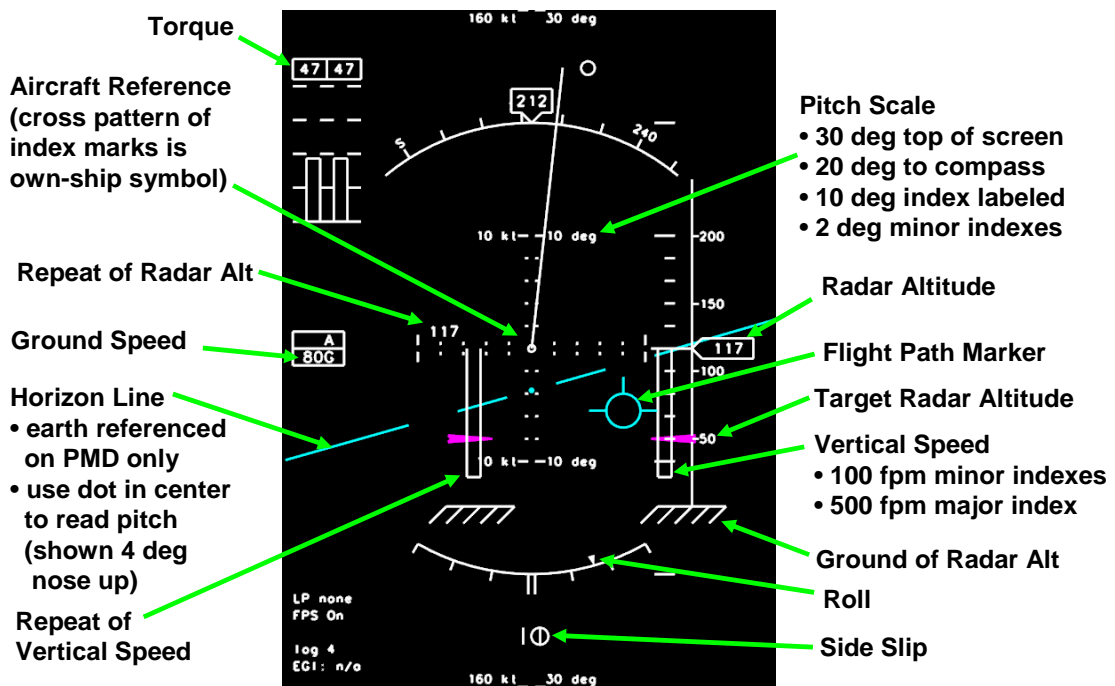 Torque
Aircraft Reference
(cross pattern of
index marks is
own-ship symbol)
Repeat of Radar Alt
Ground Speed
Horizon Line
• earth referenced
on PMD only
• use dot in center
to read pitch
(shown 4 deg
nose up)
Repeat of
Vertical Speed
160 kt 30 deg
47 47
212
S
240
10 kt 10 deg
200
150
117
A
80G
117
100
50
10 kt 10 deg
LP none
FPS On
log 4
EGI: n/a
160 kt 30 deg
Pitch Scale
• 30 deg top of screen
• 20 deg to compass
• 10 deg index labeled
• 2 deg minor indexes
Radar Altitude
Flight Path Marker
Target Radar Altitude
Vertical Speed
• 100 fpm minor indexes
• 500 fpm major index
Ground of Radar Alt
Roll
Side Slip